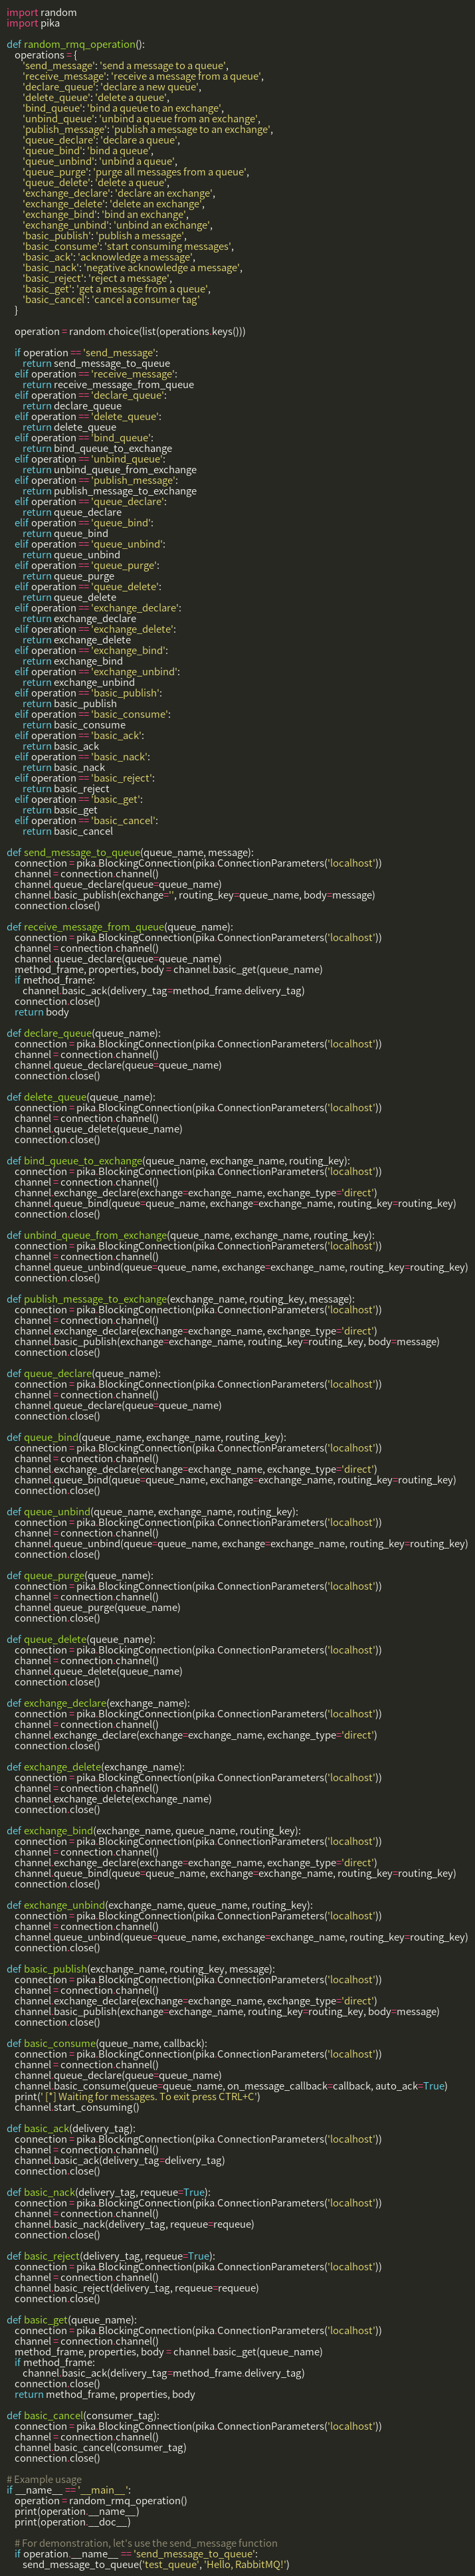 import random
import pika

def random_rmq_operation():
    operations = {
        'send_message': 'send a message to a queue',
        'receive_message': 'receive a message from a queue',
        'declare_queue': 'declare a new queue',
        'delete_queue': 'delete a queue',
        'bind_queue': 'bind a queue to an exchange',
        'unbind_queue': 'unbind a queue from an exchange',
        'publish_message': 'publish a message to an exchange',
        'queue_declare': 'declare a queue',
        'queue_bind': 'bind a queue',
        'queue_unbind': 'unbind a queue',
        'queue_purge': 'purge all messages from a queue',
        'queue_delete': 'delete a queue',
        'exchange_declare': 'declare an exchange',
        'exchange_delete': 'delete an exchange',
        'exchange_bind': 'bind an exchange',
        'exchange_unbind': 'unbind an exchange',
        'basic_publish': 'publish a message',
        'basic_consume': 'start consuming messages',
        'basic_ack': 'acknowledge a message',
        'basic_nack': 'negative acknowledge a message',
        'basic_reject': 'reject a message',
        'basic_get': 'get a message from a queue',
        'basic_cancel': 'cancel a consumer tag'
    }

    operation = random.choice(list(operations.keys()))

    if operation == 'send_message':
        return send_message_to_queue
    elif operation == 'receive_message':
        return receive_message_from_queue
    elif operation == 'declare_queue':
        return declare_queue
    elif operation == 'delete_queue':
        return delete_queue
    elif operation == 'bind_queue':
        return bind_queue_to_exchange
    elif operation == 'unbind_queue':
        return unbind_queue_from_exchange
    elif operation == 'publish_message':
        return publish_message_to_exchange
    elif operation == 'queue_declare':
        return queue_declare
    elif operation == 'queue_bind':
        return queue_bind
    elif operation == 'queue_unbind':
        return queue_unbind
    elif operation == 'queue_purge':
        return queue_purge
    elif operation == 'queue_delete':
        return queue_delete
    elif operation == 'exchange_declare':
        return exchange_declare
    elif operation == 'exchange_delete':
        return exchange_delete
    elif operation == 'exchange_bind':
        return exchange_bind
    elif operation == 'exchange_unbind':
        return exchange_unbind
    elif operation == 'basic_publish':
        return basic_publish
    elif operation == 'basic_consume':
        return basic_consume
    elif operation == 'basic_ack':
        return basic_ack
    elif operation == 'basic_nack':
        return basic_nack
    elif operation == 'basic_reject':
        return basic_reject
    elif operation == 'basic_get':
        return basic_get
    elif operation == 'basic_cancel':
        return basic_cancel

def send_message_to_queue(queue_name, message):
    connection = pika.BlockingConnection(pika.ConnectionParameters('localhost'))
    channel = connection.channel()
    channel.queue_declare(queue=queue_name)
    channel.basic_publish(exchange='', routing_key=queue_name, body=message)
    connection.close()

def receive_message_from_queue(queue_name):
    connection = pika.BlockingConnection(pika.ConnectionParameters('localhost'))
    channel = connection.channel()
    channel.queue_declare(queue=queue_name)
    method_frame, properties, body = channel.basic_get(queue_name)
    if method_frame:
        channel.basic_ack(delivery_tag=method_frame.delivery_tag)
    connection.close()
    return body

def declare_queue(queue_name):
    connection = pika.BlockingConnection(pika.ConnectionParameters('localhost'))
    channel = connection.channel()
    channel.queue_declare(queue=queue_name)
    connection.close()

def delete_queue(queue_name):
    connection = pika.BlockingConnection(pika.ConnectionParameters('localhost'))
    channel = connection.channel()
    channel.queue_delete(queue_name)
    connection.close()

def bind_queue_to_exchange(queue_name, exchange_name, routing_key):
    connection = pika.BlockingConnection(pika.ConnectionParameters('localhost'))
    channel = connection.channel()
    channel.exchange_declare(exchange=exchange_name, exchange_type='direct')
    channel.queue_bind(queue=queue_name, exchange=exchange_name, routing_key=routing_key)
    connection.close()

def unbind_queue_from_exchange(queue_name, exchange_name, routing_key):
    connection = pika.BlockingConnection(pika.ConnectionParameters('localhost'))
    channel = connection.channel()
    channel.queue_unbind(queue=queue_name, exchange=exchange_name, routing_key=routing_key)
    connection.close()

def publish_message_to_exchange(exchange_name, routing_key, message):
    connection = pika.BlockingConnection(pika.ConnectionParameters('localhost'))
    channel = connection.channel()
    channel.exchange_declare(exchange=exchange_name, exchange_type='direct')
    channel.basic_publish(exchange=exchange_name, routing_key=routing_key, body=message)
    connection.close()

def queue_declare(queue_name):
    connection = pika.BlockingConnection(pika.ConnectionParameters('localhost'))
    channel = connection.channel()
    channel.queue_declare(queue=queue_name)
    connection.close()

def queue_bind(queue_name, exchange_name, routing_key):
    connection = pika.BlockingConnection(pika.ConnectionParameters('localhost'))
    channel = connection.channel()
    channel.exchange_declare(exchange=exchange_name, exchange_type='direct')
    channel.queue_bind(queue=queue_name, exchange=exchange_name, routing_key=routing_key)
    connection.close()

def queue_unbind(queue_name, exchange_name, routing_key):
    connection = pika.BlockingConnection(pika.ConnectionParameters('localhost'))
    channel = connection.channel()
    channel.queue_unbind(queue=queue_name, exchange=exchange_name, routing_key=routing_key)
    connection.close()

def queue_purge(queue_name):
    connection = pika.BlockingConnection(pika.ConnectionParameters('localhost'))
    channel = connection.channel()
    channel.queue_purge(queue_name)
    connection.close()

def queue_delete(queue_name):
    connection = pika.BlockingConnection(pika.ConnectionParameters('localhost'))
    channel = connection.channel()
    channel.queue_delete(queue_name)
    connection.close()

def exchange_declare(exchange_name):
    connection = pika.BlockingConnection(pika.ConnectionParameters('localhost'))
    channel = connection.channel()
    channel.exchange_declare(exchange=exchange_name, exchange_type='direct')
    connection.close()

def exchange_delete(exchange_name):
    connection = pika.BlockingConnection(pika.ConnectionParameters('localhost'))
    channel = connection.channel()
    channel.exchange_delete(exchange_name)
    connection.close()

def exchange_bind(exchange_name, queue_name, routing_key):
    connection = pika.BlockingConnection(pika.ConnectionParameters('localhost'))
    channel = connection.channel()
    channel.exchange_declare(exchange=exchange_name, exchange_type='direct')
    channel.queue_bind(queue=queue_name, exchange=exchange_name, routing_key=routing_key)
    connection.close()

def exchange_unbind(exchange_name, queue_name, routing_key):
    connection = pika.BlockingConnection(pika.ConnectionParameters('localhost'))
    channel = connection.channel()
    channel.queue_unbind(queue=queue_name, exchange=exchange_name, routing_key=routing_key)
    connection.close()

def basic_publish(exchange_name, routing_key, message):
    connection = pika.BlockingConnection(pika.ConnectionParameters('localhost'))
    channel = connection.channel()
    channel.exchange_declare(exchange=exchange_name, exchange_type='direct')
    channel.basic_publish(exchange=exchange_name, routing_key=routing_key, body=message)
    connection.close()

def basic_consume(queue_name, callback):
    connection = pika.BlockingConnection(pika.ConnectionParameters('localhost'))
    channel = connection.channel()
    channel.queue_declare(queue=queue_name)
    channel.basic_consume(queue=queue_name, on_message_callback=callback, auto_ack=True)
    print(' [*] Waiting for messages. To exit press CTRL+C')
    channel.start_consuming()

def basic_ack(delivery_tag):
    connection = pika.BlockingConnection(pika.ConnectionParameters('localhost'))
    channel = connection.channel()
    channel.basic_ack(delivery_tag=delivery_tag)
    connection.close()

def basic_nack(delivery_tag, requeue=True):
    connection = pika.BlockingConnection(pika.ConnectionParameters('localhost'))
    channel = connection.channel()
    channel.basic_nack(delivery_tag, requeue=requeue)
    connection.close()

def basic_reject(delivery_tag, requeue=True):
    connection = pika.BlockingConnection(pika.ConnectionParameters('localhost'))
    channel = connection.channel()
    channel.basic_reject(delivery_tag, requeue=requeue)
    connection.close()

def basic_get(queue_name):
    connection = pika.BlockingConnection(pika.ConnectionParameters('localhost'))
    channel = connection.channel()
    method_frame, properties, body = channel.basic_get(queue_name)
    if method_frame:
        channel.basic_ack(delivery_tag=method_frame.delivery_tag)
    connection.close()
    return method_frame, properties, body

def basic_cancel(consumer_tag):
    connection = pika.BlockingConnection(pika.ConnectionParameters('localhost'))
    channel = connection.channel()
    channel.basic_cancel(consumer_tag)
    connection.close()

# Example usage
if __name__ == '__main__':
    operation = random_rmq_operation()
    print(operation.__name__)
    print(operation.__doc__)

    # For demonstration, let's use the send_message function
    if operation.__name__ == 'send_message_to_queue':
        send_message_to_queue('test_queue', 'Hello, RabbitMQ!')